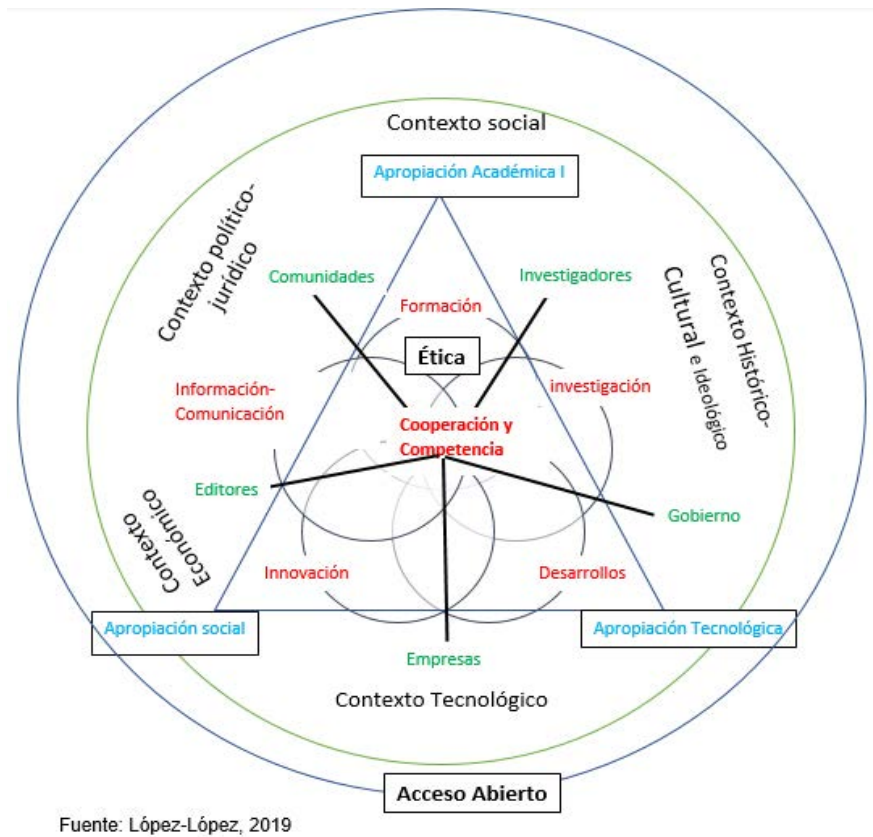 Contexto social
Apropiación Académica I
Contexto político-
jurídico
Comunidades
Investigadores
Contexto Histórico-
Cultural e Ideológico
Formación
Ética
Información-
Comunicación
investigación
Cooperación y
Competencia
Editores
Gobierno
Contexto
Económico
Innovación
Desarrollos
Apropiación social
Apropiación Tecnológica
Empresas
Contexto Tecnológico
Acceso Abierto
Fuente: López-López, 2019